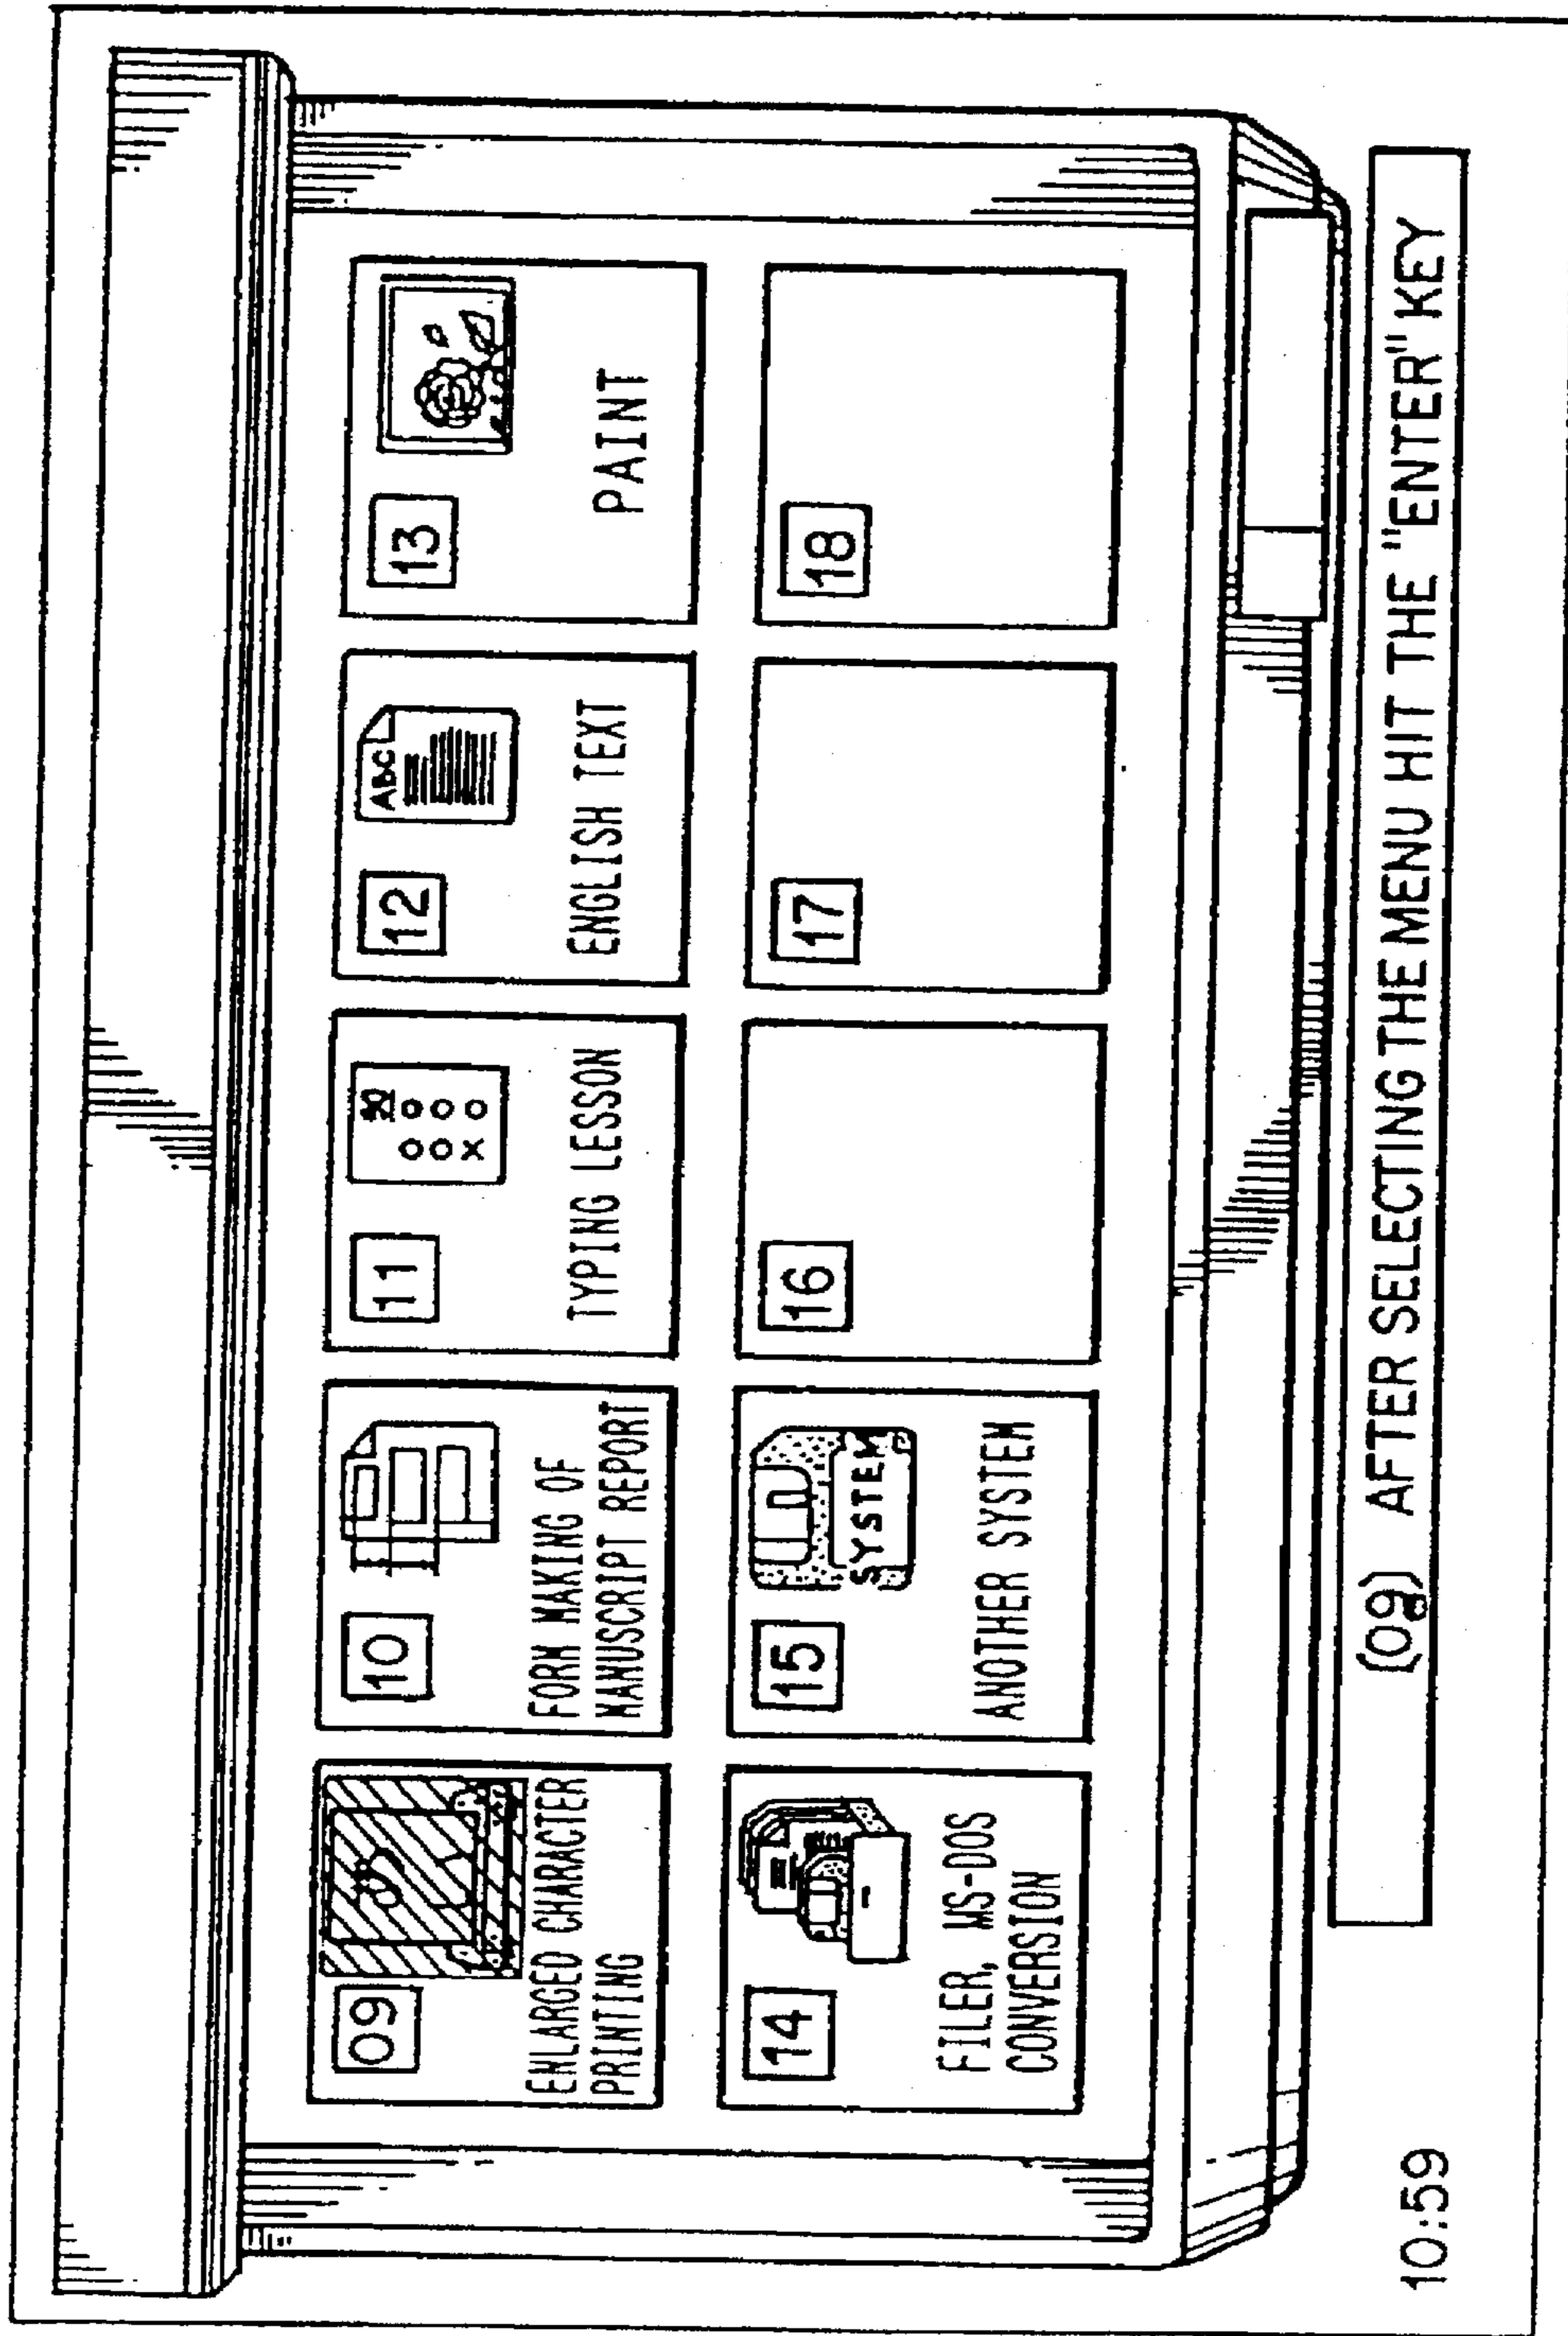 09
ENLARGED CHARACTER
PRINTING
10
FORM MAKING OF
MANUSCRIPT REPORT
11
TYPING LESSON
12
ABC
ENGLISH TEXT
13
PAINT
14
FILER, MS-DOS
CONVERSION
15
SYSTEM
ANOTHER SYSTEM
16
17
18
10:59
(09) AFTER SELECTING THE MENU HIT THE "ENTER" KEY